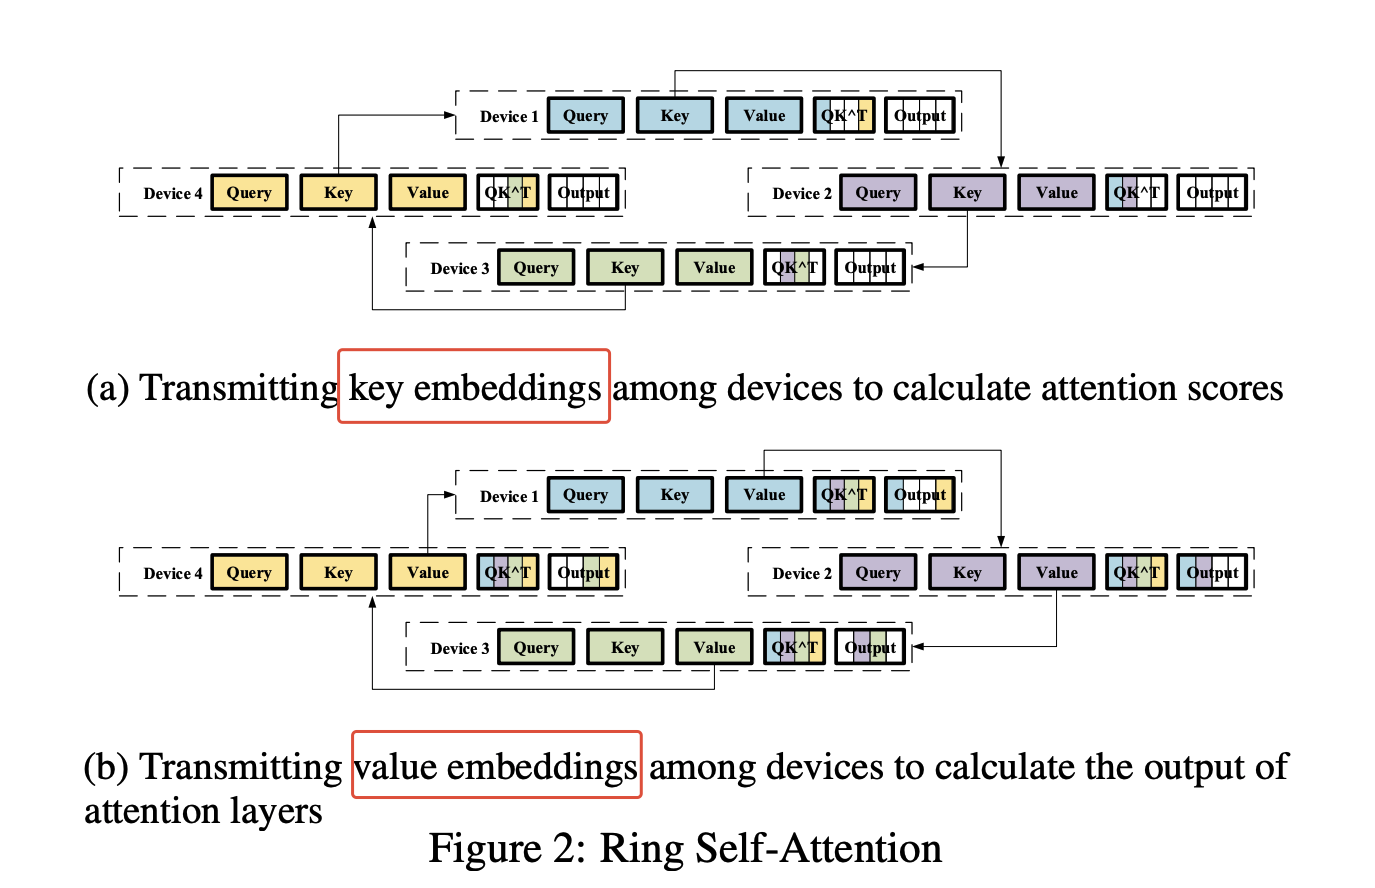 Device 1 Query Key Value QK^T Output
Device 4 Query Key Value QK^T Output
Device 2 Query Key Value QK^T Output
Device 3 Query Key Value QK^T Output
(a) Transmitting key embeddings among devices to calculate attention scores
Device 1 Query Key Value QK^T Output
Device 4 Query Key Value QK^T Output
Device 2 Query Key Value QK^T Output
Device 3 Query Key Value QK^T Output
(b) Transmitting value embeddings among devices to calculate the output of
attention layers
Figure 2: Ring Self-Attention